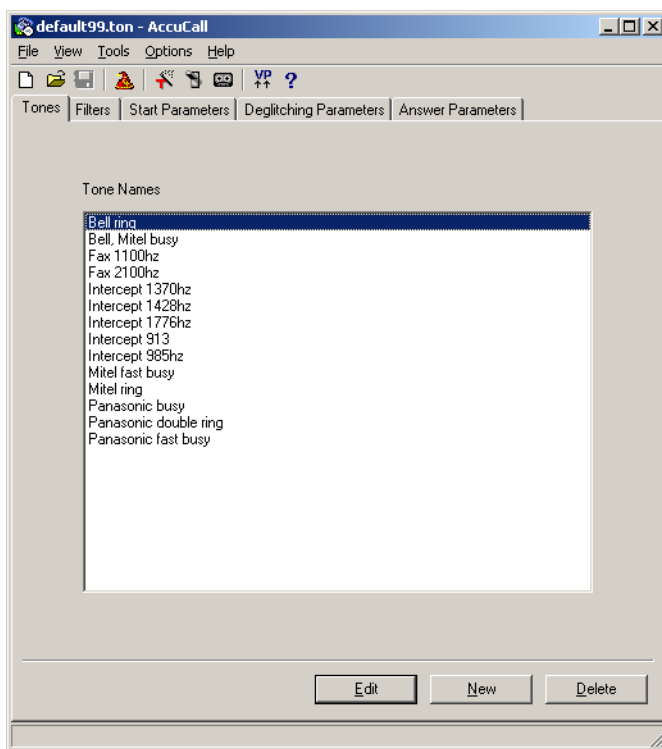 default99.ton - AccuCall
File View Tools Options Help
VP ?
Tones Filters Start Parameters Deglitching Parameters Answer Parameters
Tone Names
Bell ring
Bell, Mitel busy
Fax 1100hz
Fax 2100hz
Intercept 1370hz
Intercept 1428hz
Intercept 1776hz
Intercept 913
Intercept 985hz
Mitel fast busy
Mitel ring
Panasonic busy
Panasonic double ring
Panasonic fast busy
Edit New Delete